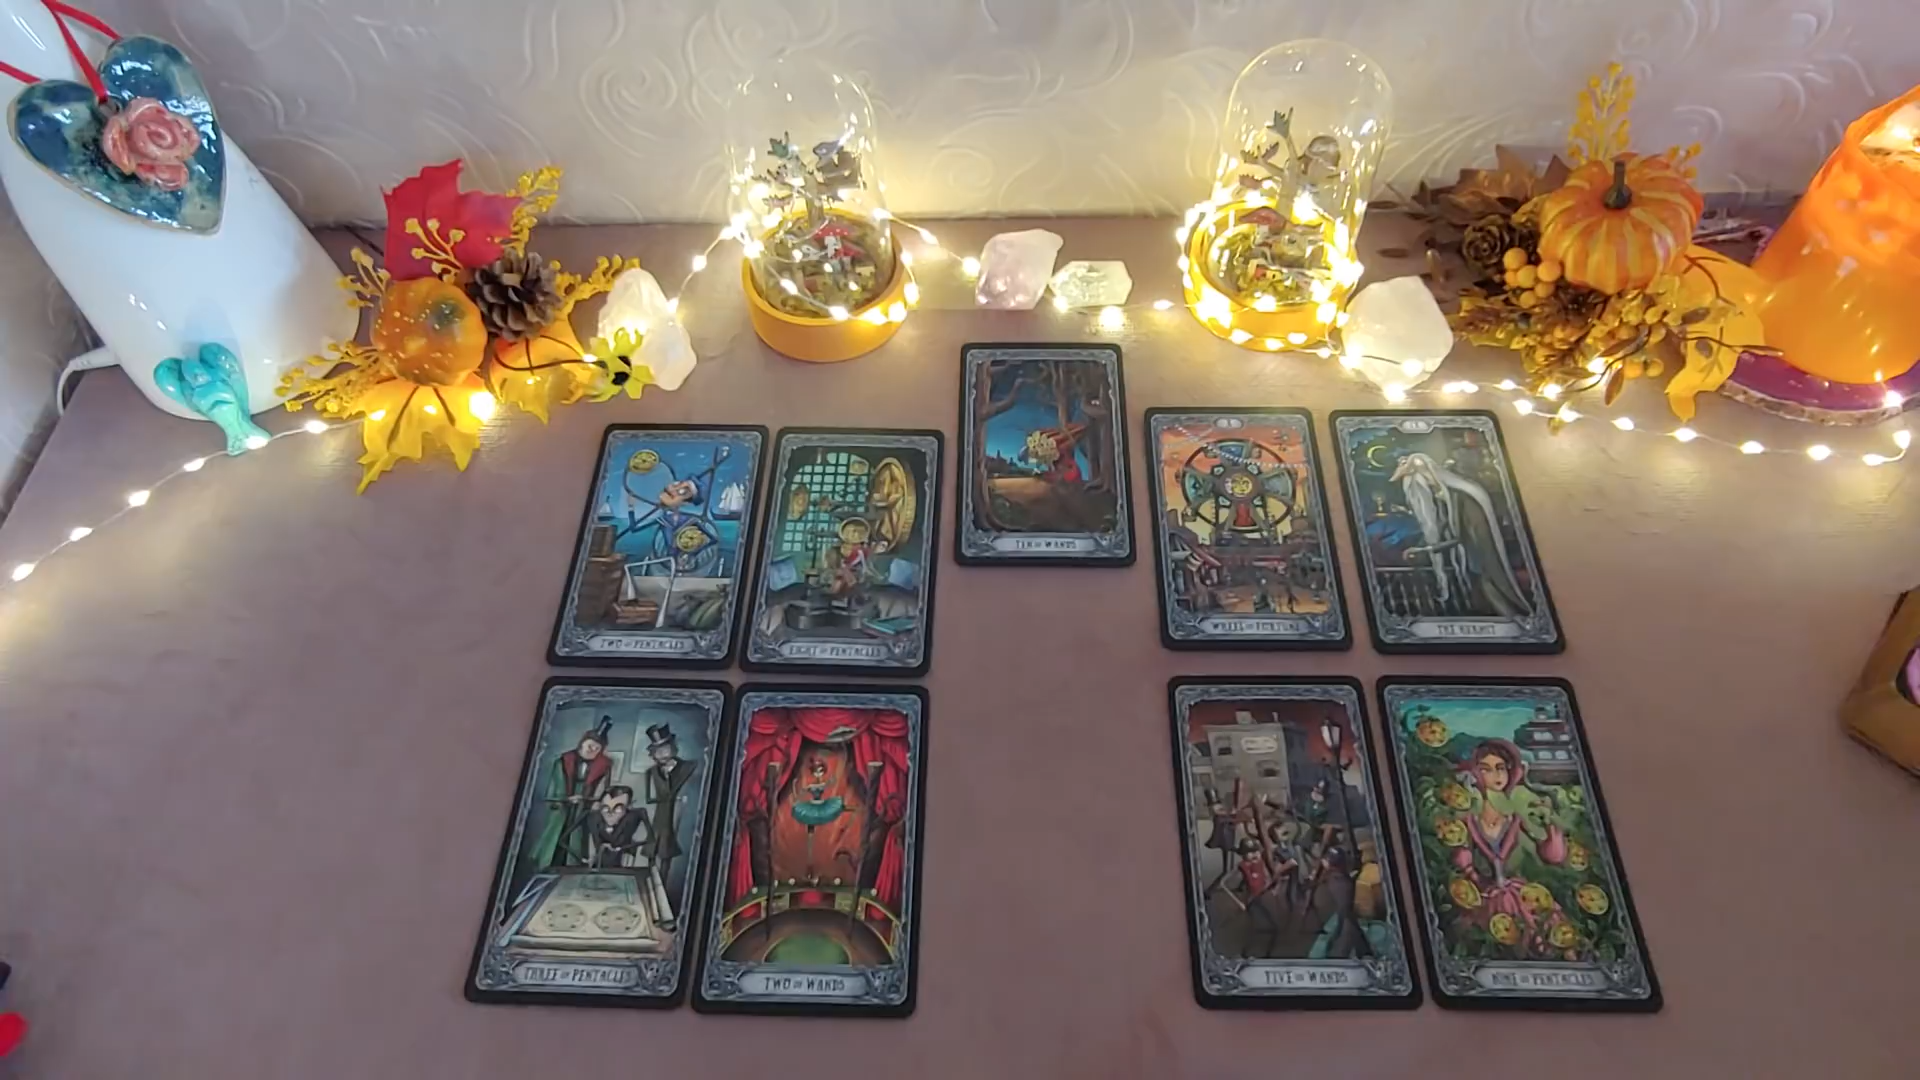 TEN OF WANDS
TWO OF PENTACLES
EIGHT OF PENTACLES
WHEEL OF FORTUNE
THE HERMIT
THREE OF PENTACLES
TWO OF WANDS
FIVE OF WANDS
NINE OF PENTACLES